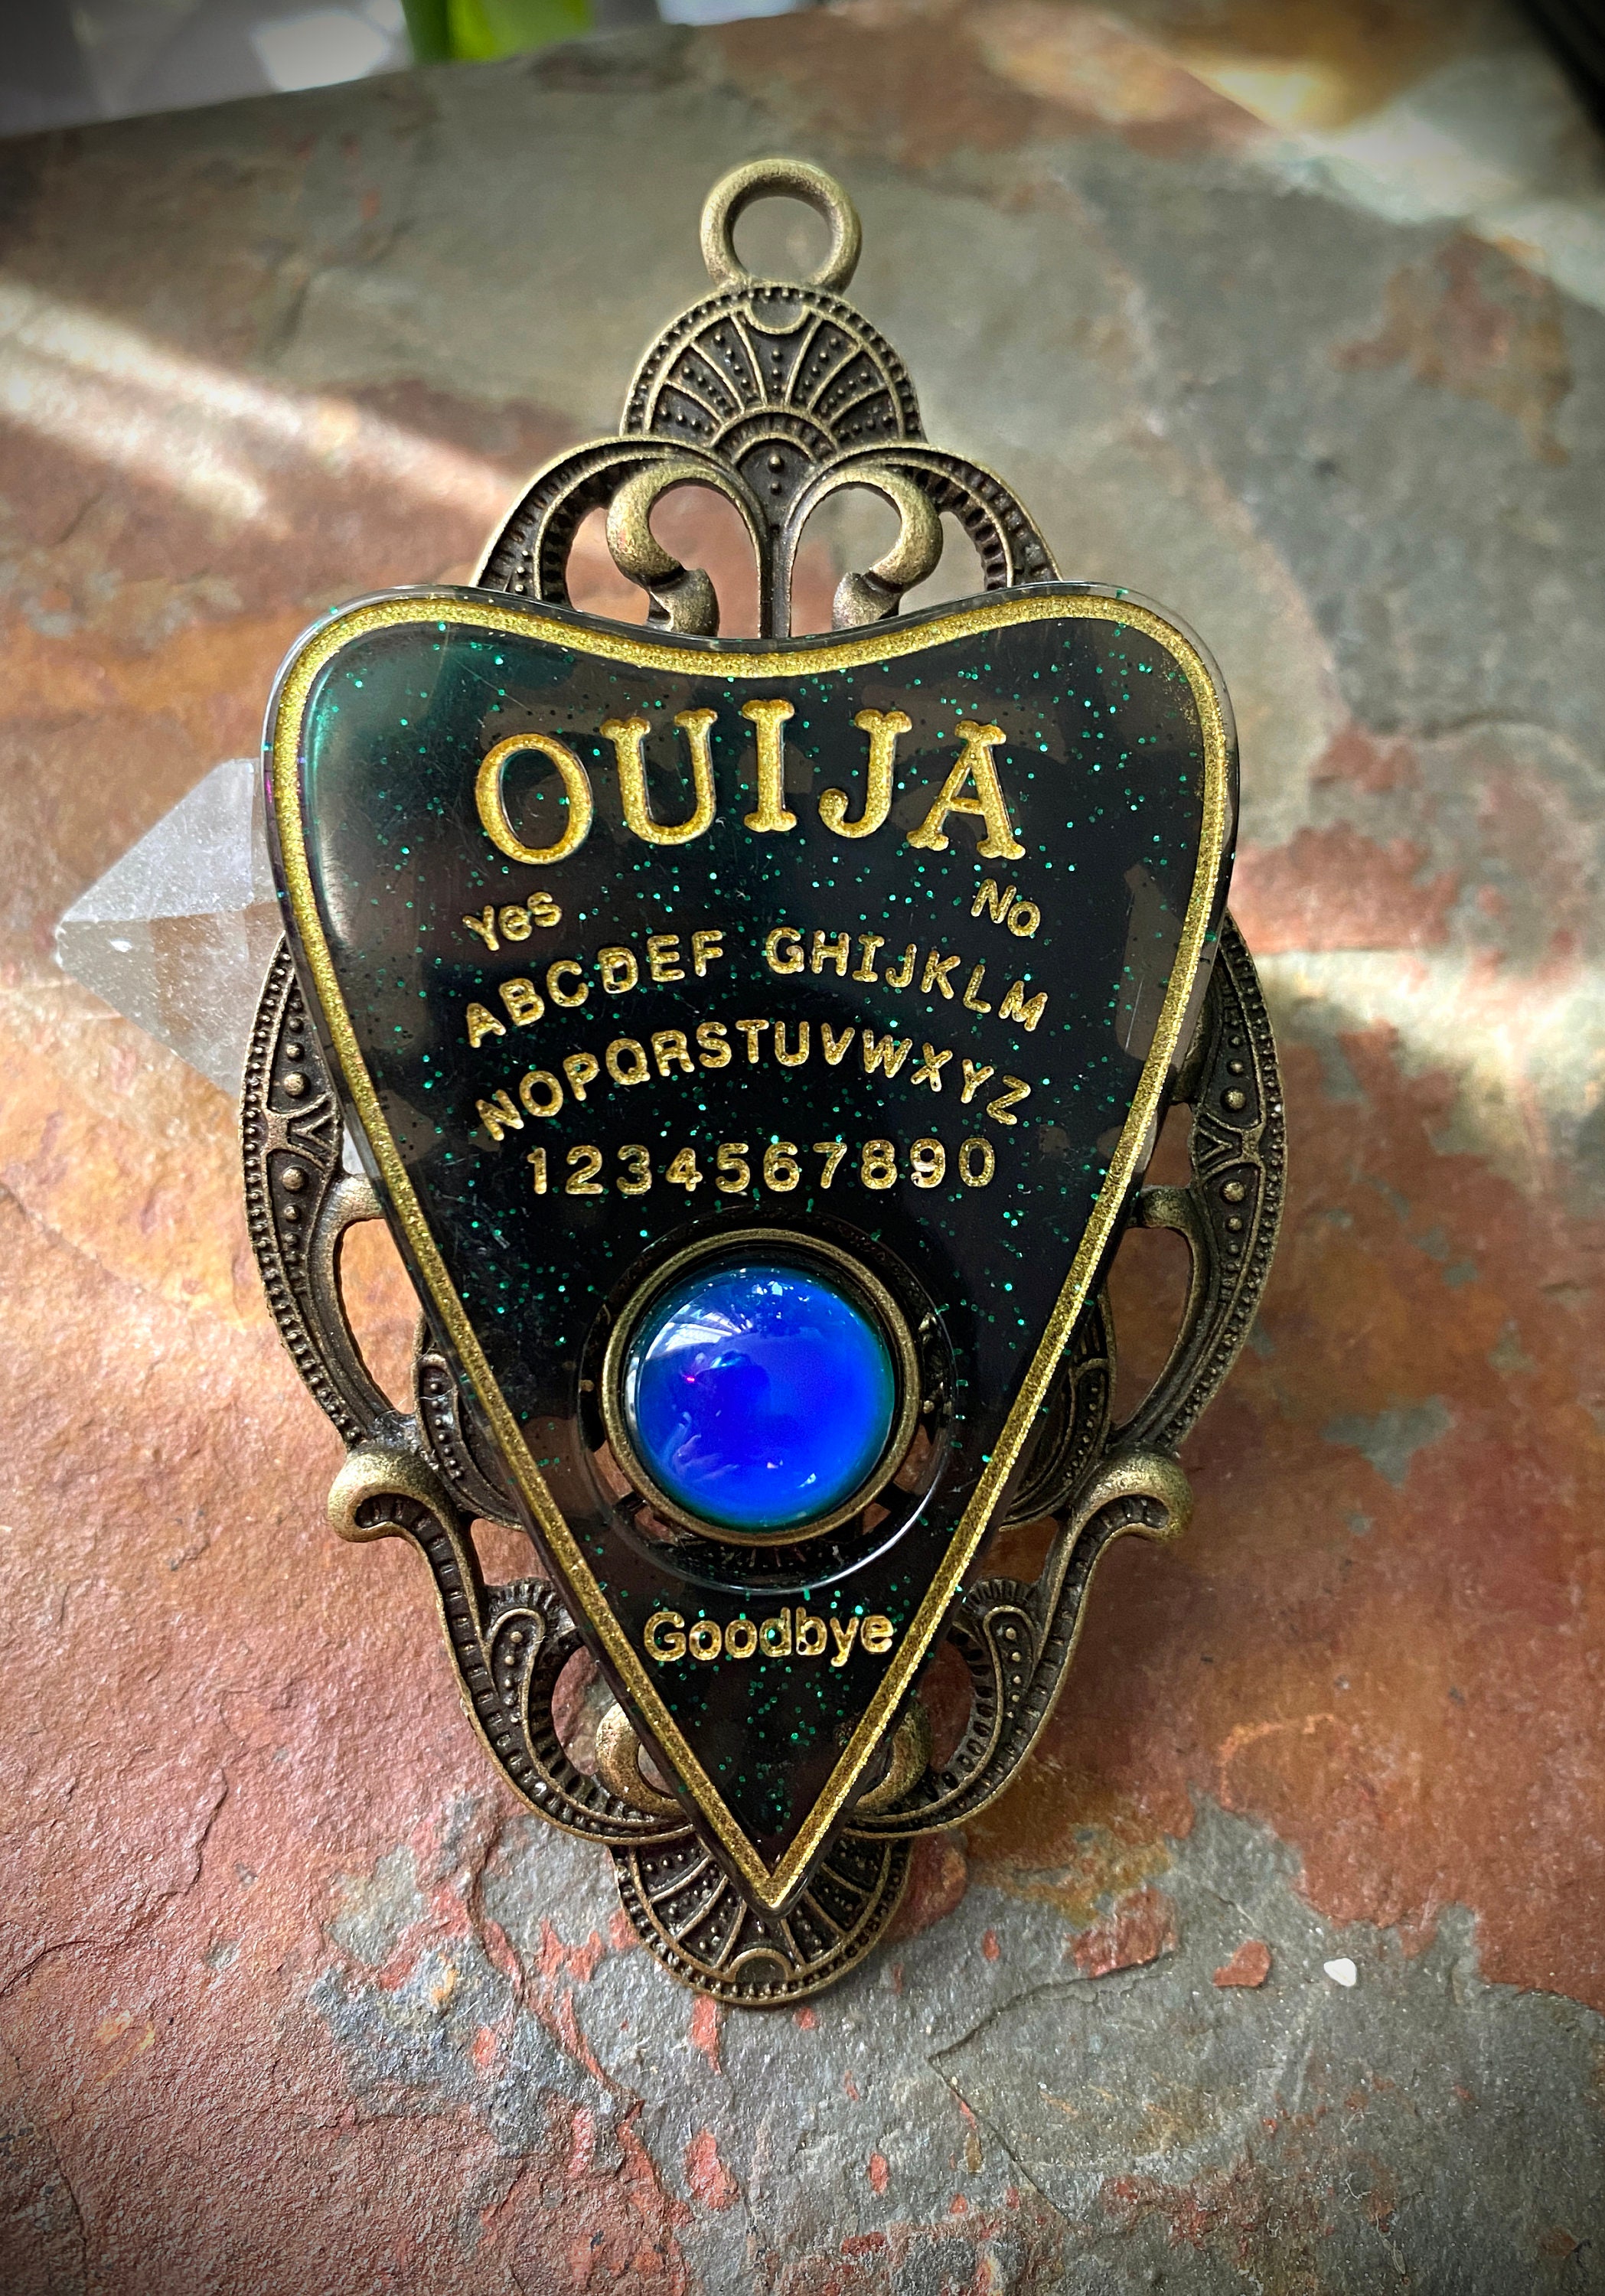 OUIJA
Yes No
ABCDEF GHIJKLM
NOPQRSTUVWXYZ
1234567890
Goodbye